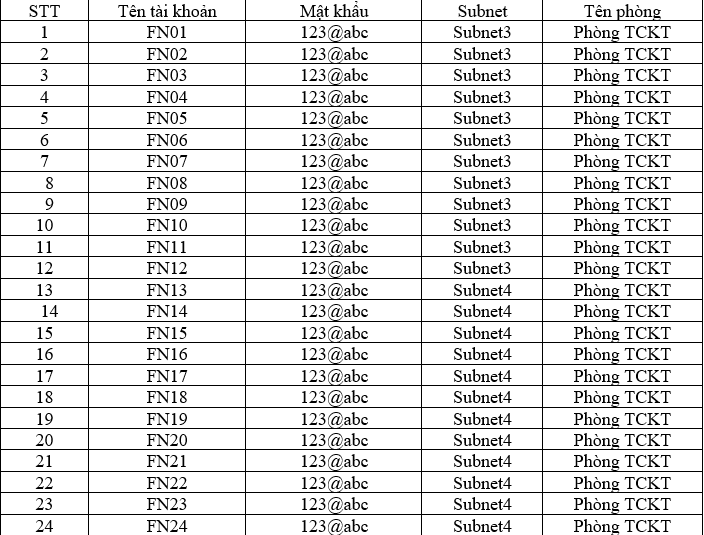 STT Tên tài khoản Mật khẩu Subnet Tên phòng
1 FN01 123@abc Subnet3 Phòng TCKT
2 FN02 123@abc Subnet3 Phòng TCKT
3 FN03 123@abc Subnet3 Phòng TCKT
4 FN04 123@abc Subnet3 Phòng TCKT
5 FN05 123@abc Subnet3 Phòng TCKT
6 FN06 123@abc Subnet3 Phòng TCKT
7 FN07 123@abc Subnet3 Phòng TCKT
8 FN08 123@abc Subnet3 Phòng TCKT
9 FN09 123@abc Subnet3 Phòng TCKT
10 FN10 123@abc Subnet3 Phòng TCKT
11 FN11 123@abc Subnet3 Phòng TCKT
12 FN12 123@abc Subnet3 Phòng TCKT
13 FN13 123@abc Subnet4 Phòng TCKT
14 FN14 123@abc Subnet4 Phòng TCKT
15 FN15 123@abc Subnet4 Phòng TCKT
16 FN16 123@abc Subnet4 Phòng TCKT
17 FN17 123@abc Subnet4 Phòng TCKT
18 FN18 123@abc Subnet4 Phòng TCKT
19 FN19 123@abc Subnet4 Phòng TCKT
20 FN20 123@abc Subnet4 Phòng TCKT
21 FN21 123@abc Subnet4 Phòng TCKT
22 FN22 123@abc Subnet4 Phòng TCKT
23 FN23 123@abc Subnet4 Phòng TCKT
24 FN24 123@abc Subnet4 Phòng TCKT